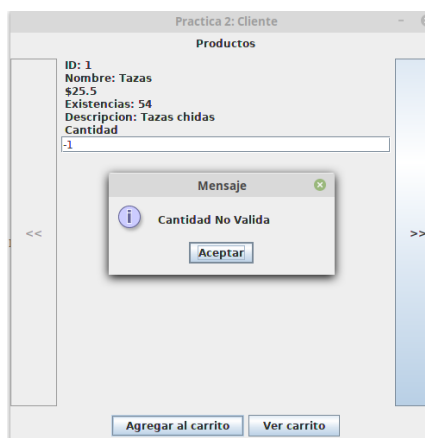 Practica 2: Cliente
Productos
ID: 1
Nombre: Tazas
$25.5
Existencias: 54
Descripcion: Tazas chidas
Cantidad
-1
Mensaje
i
Cantidad No Valida
Aceptar
<<
>>
Agregar al carrito
Ver carrito